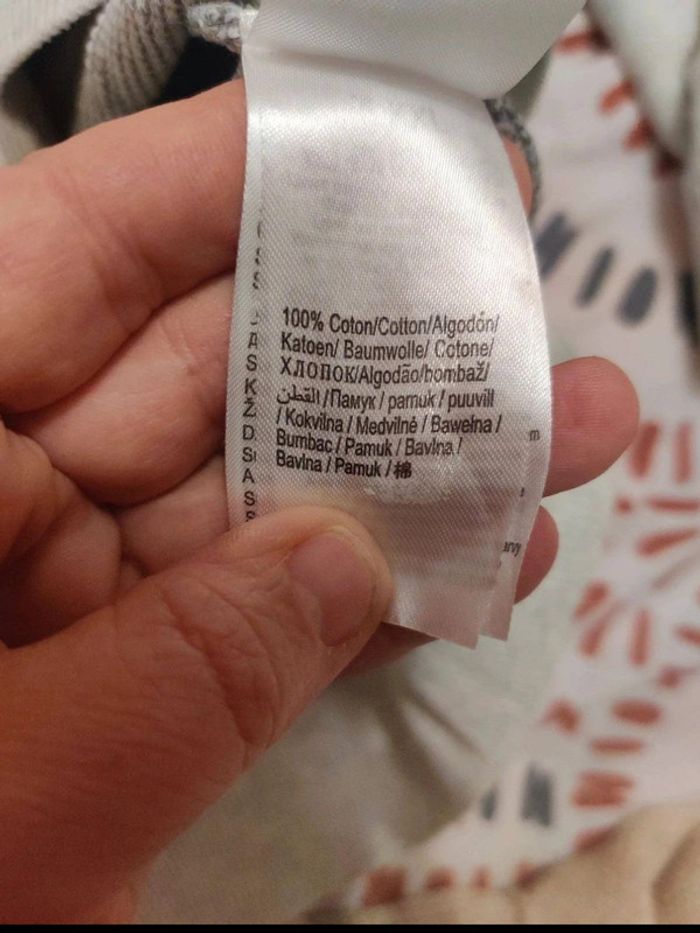 100% Coton/Cotton/Algodón/
Katoen/ Baumwolle/ Cotone/
ХЛОПОК/Algodão/bombaž/
القطن/Памук / pamuk / puuvill
/ Kokvilna / Medvilnė / Bawełna /
Bumbac / Pamuk / Bavlna /
Bavlna / Pamuk / 棉